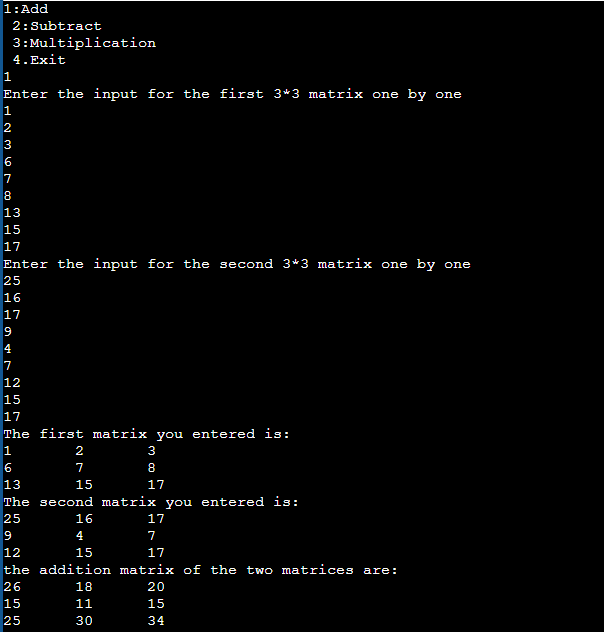 1:Add
2:Subtract
3:Multiplication
4.Exit
1
Enter the input for the first 3*3 matrix one by one
1
2
3
6
7
8
13
15
17
Enter the input for the second 3*3 matrix one by one
25
16
17
9
4
7
12
15
17
The first matrix you entered is:
1 2 3
6 7 8
13 15 17
The second matrix you entered is:
25 16 17
9 4 7
12 15 17
the addition matrix of the two matrices are:
26 18 20
15 11 15
25 30 34